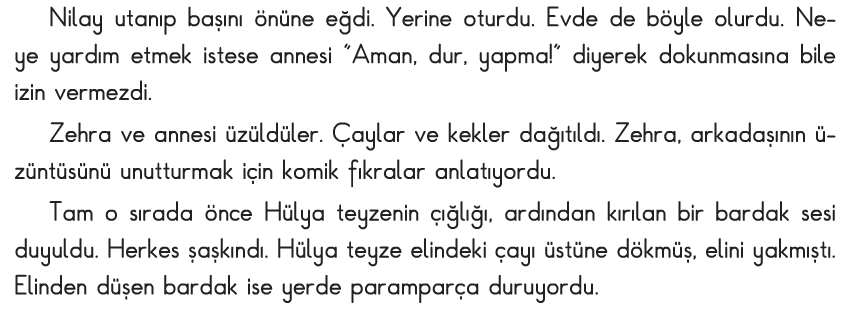 Nilay utanıp başını önüne eğdi. Yerine oturdu. Evde de böyle olurdu. Ne-
ye yardım etmek istese annesi "Aman, dur, yapma!" diyerek dokunmasına bile
izin vermezdi.
Zehra ve annesi üzüldüler. Çaylar ve kekler dağıtıldı. Zehra, arkadaşının ü-
züntüsünü unutturmak için komik fıkralar anlatıyordu.
Tam o sırada önce Hülya teyzenin çığlığı, ardından kırılan bir bardak sesi
duyuldu. Herkes şaşkındı. Hülya teyze elindeki çayı üstüne dökmüş, elini yakmıştı.
Elinden düşen bardak ise yerde paramparça duruyordu.